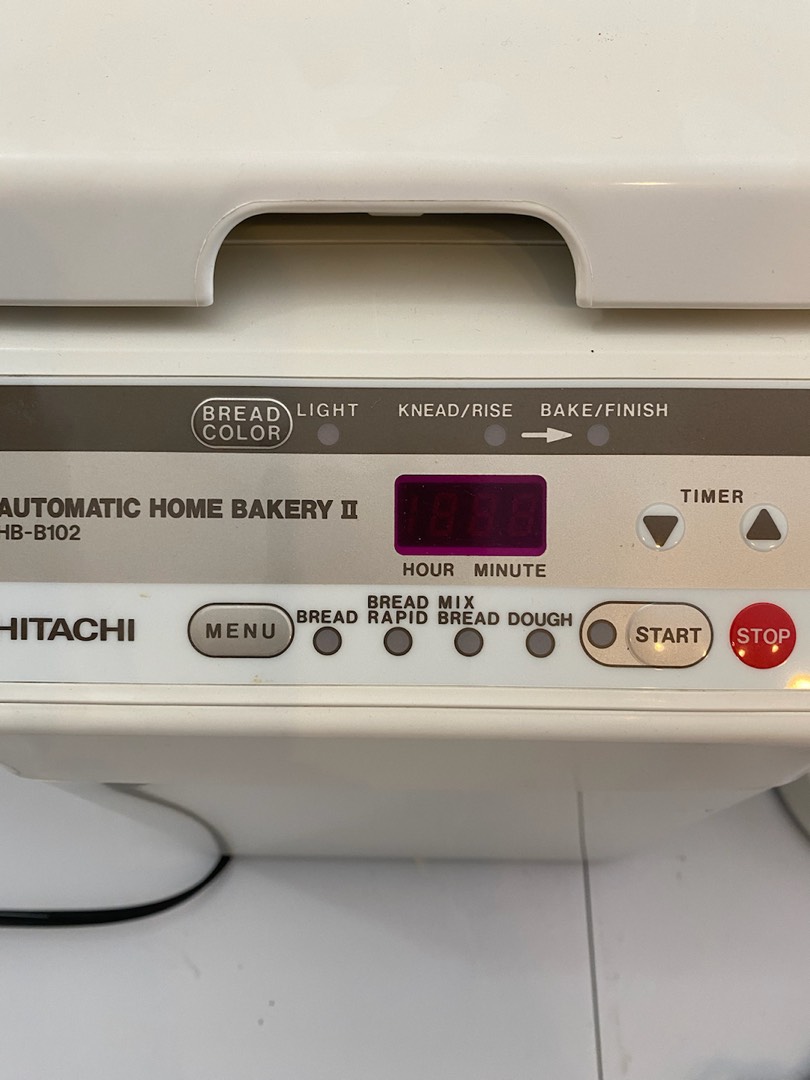 BREAD COLOR
LIGHT
KNEAD/RISE
BAKE/FINISH
AUTOMATIC HOME BAKERY II
HB-B102
TIMER
HOUR MINUTE
HITACHI
MENU
BREAD
BREAD RAPID
MIX BREAD
DOUGH
START
STOP